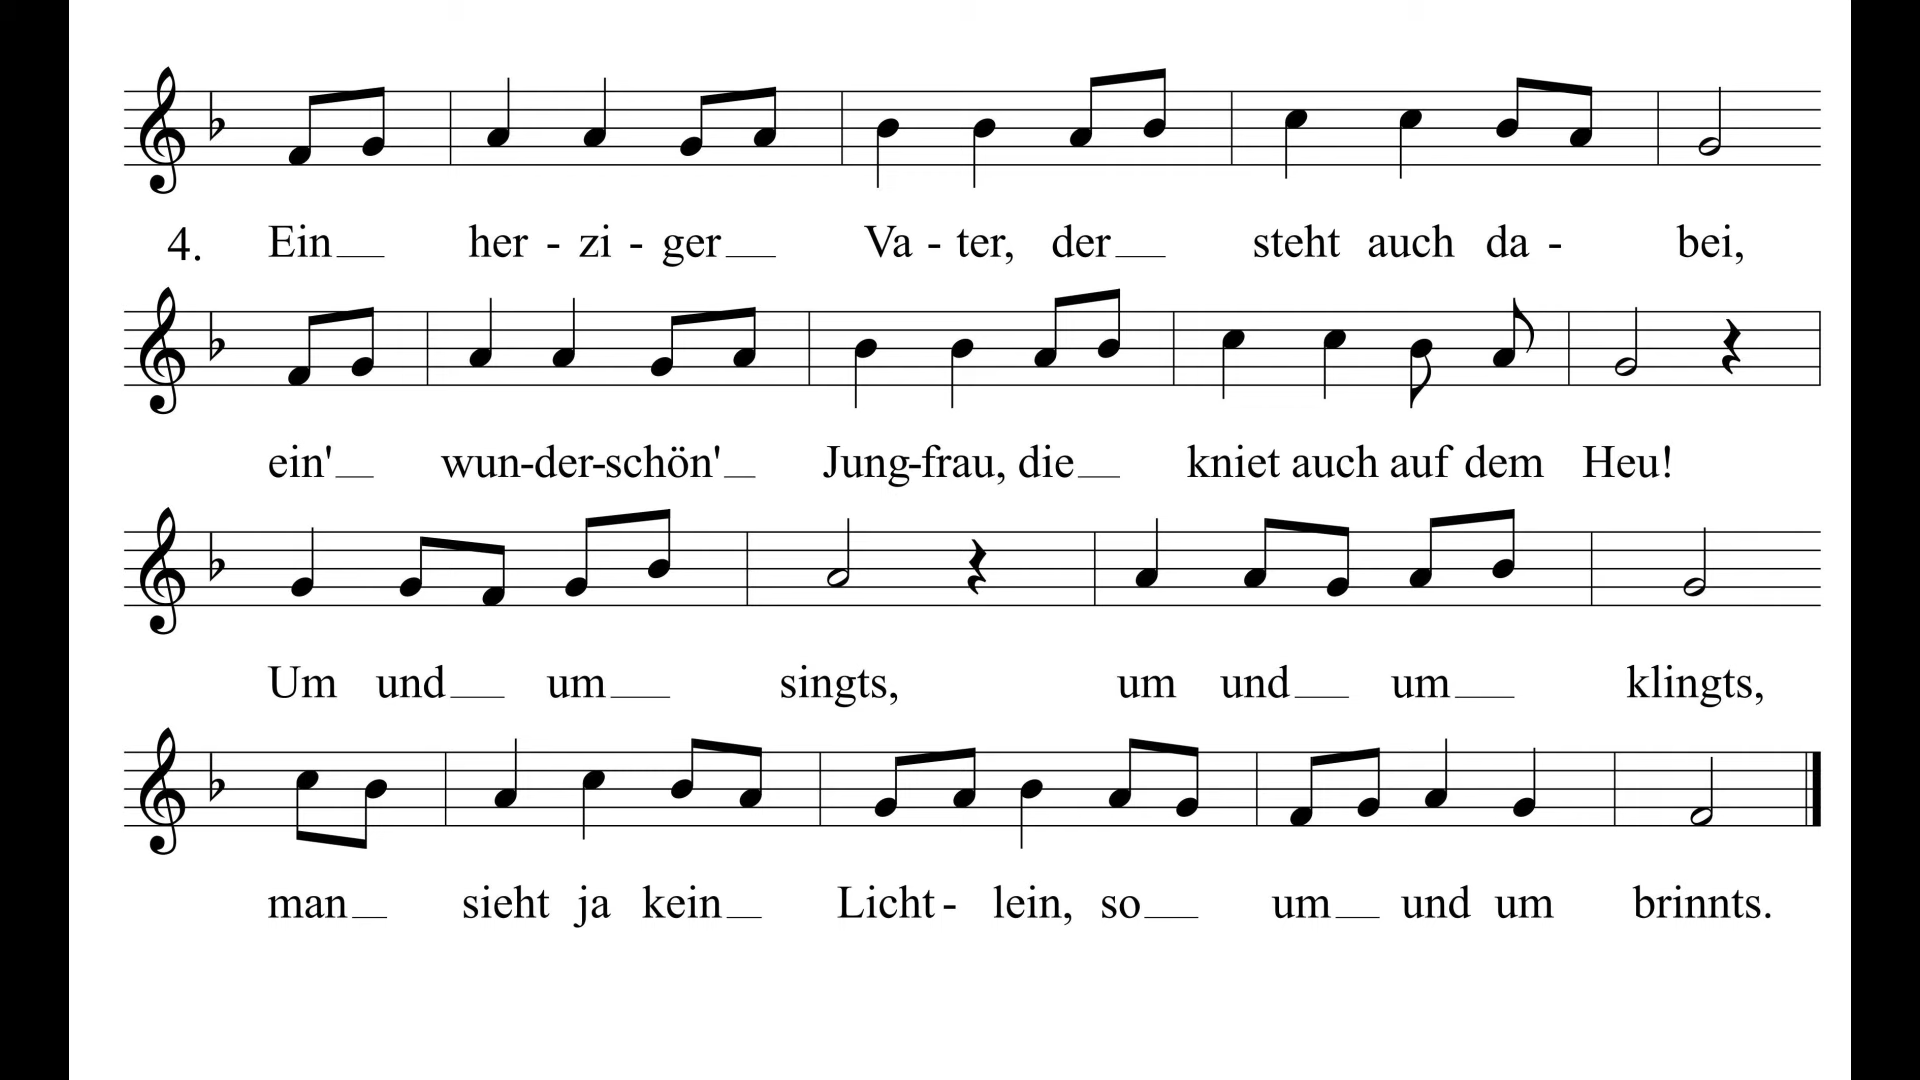 4. Ein__ her - zi - ger__ Va - ter, der__ steht auch da - bei,
ein'__ wun-der-schön'__ Jung-frau, die__ kniet auch auf dem Heu!
Um und__ um__ singts, um und__ um__ klingts,
man__ sieht ja kein__ Licht - lein, so__ um__ und um brinnts.